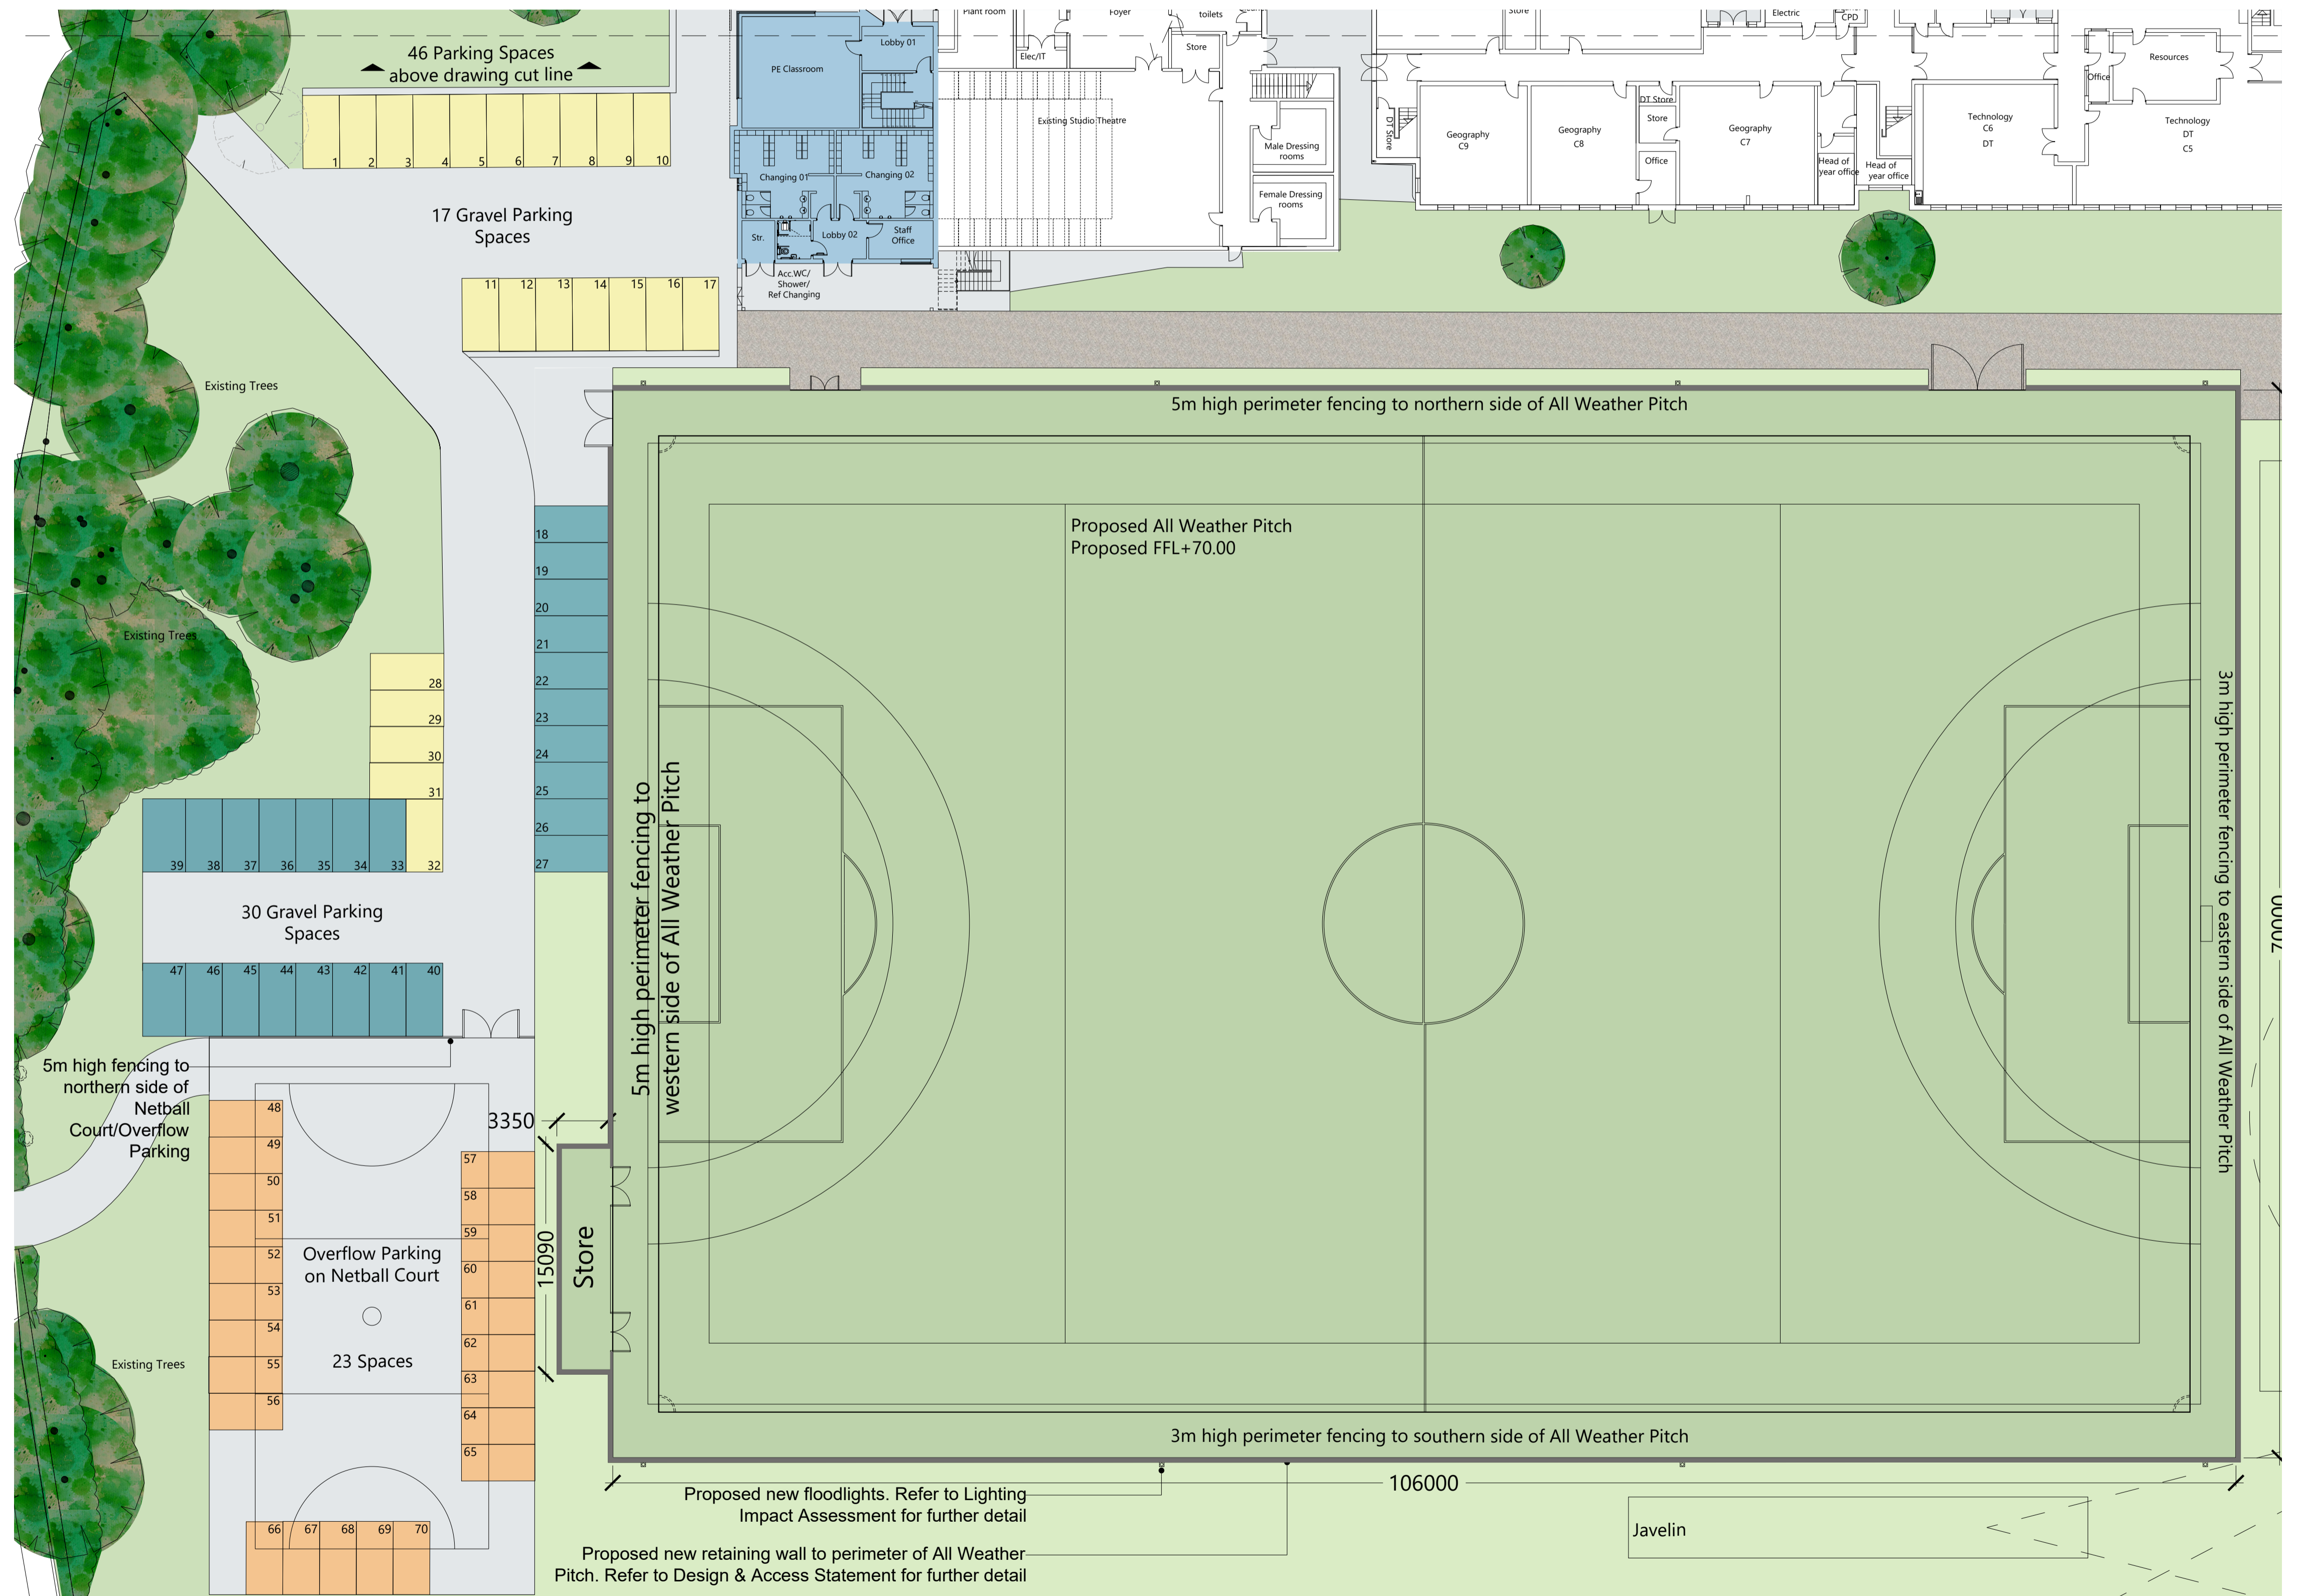 Plant room
Foyer
toilets
Store
Electric
CPD
46 Parking Spaces
above drawing cut line
Lobby 01
PE Classroom
Elec/IT
Store
Resources
Office
Existing Studio Theatre
DT Store
Store
DT Store
Geography
C9
Geography
C8
Geography
C7
Technology
C6
DT
Technology
DT
C5
Male Dressing
rooms
Office
Head of
year office
Head of
year office
1 2 3 4 5 6 7 8 9 10
Changing 01
Changing 02
Female Dressing
rooms
17 Gravel Parking
Spaces
Str.
Lobby 02
Staff
Office
Acc.WC/
Shower/
Ref Changing
11 12 13 14 15 16 17
Existing Trees
5m high perimeter fencing to northern side of All Weather Pitch
Proposed All Weather Pitch
Proposed FFL+70.00
18
19
20
21
22
23
24
25
26
27
Existing Trees
28
29
30
31
39 38 37 36 35 34 33 32
30 Gravel Parking
Spaces
47 46 45 44 43 42 41 40
5m high perimeter fencing to
western side of All Weather Pitch
3m high perimeter fencing to eastern side of All Weather Pitch
70000
5m high fencing to
northern side of
Netball
Court/Overflow
Parking
48
49
50
51
52
53
54
55
56
3350
57
58
59
60
61
62
63
64
65
15090
Store
Overflow Parking
on Netball Court
23 Spaces
Existing Trees
66 67 68 69 70
3m high perimeter fencing to southern side of All Weather Pitch
106000
Proposed new floodlights. Refer to Lighting
Impact Assessment for further detail
Proposed new retaining wall to perimeter of All Weather
Pitch. Refer to Design & Access Statement for further detail
Javelin